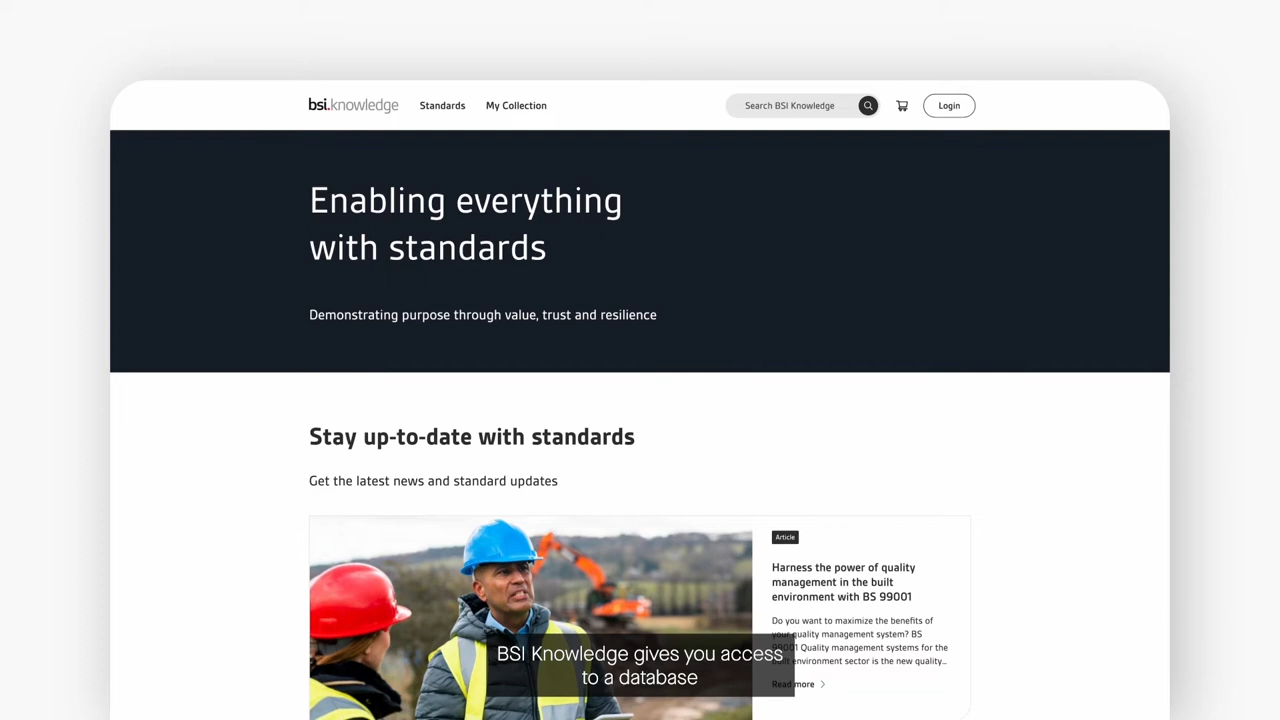 bsi.knowledge
Standards
My Collection
Search BSI Knowledge
Login
Enabling everything
with standards
Demonstrating purpose through value, trust and resilience
Stay up-to-date with standards
Get the latest news and standard updates
Article
Harness the power of quality
management in the built
environment with BS 99001
Do you want to maximize the benefits of
your quality management system? BS
99001 Quality management systems for the
built environment sector is the new quality...
Read more
BSI Knowledge gives you access
to a database